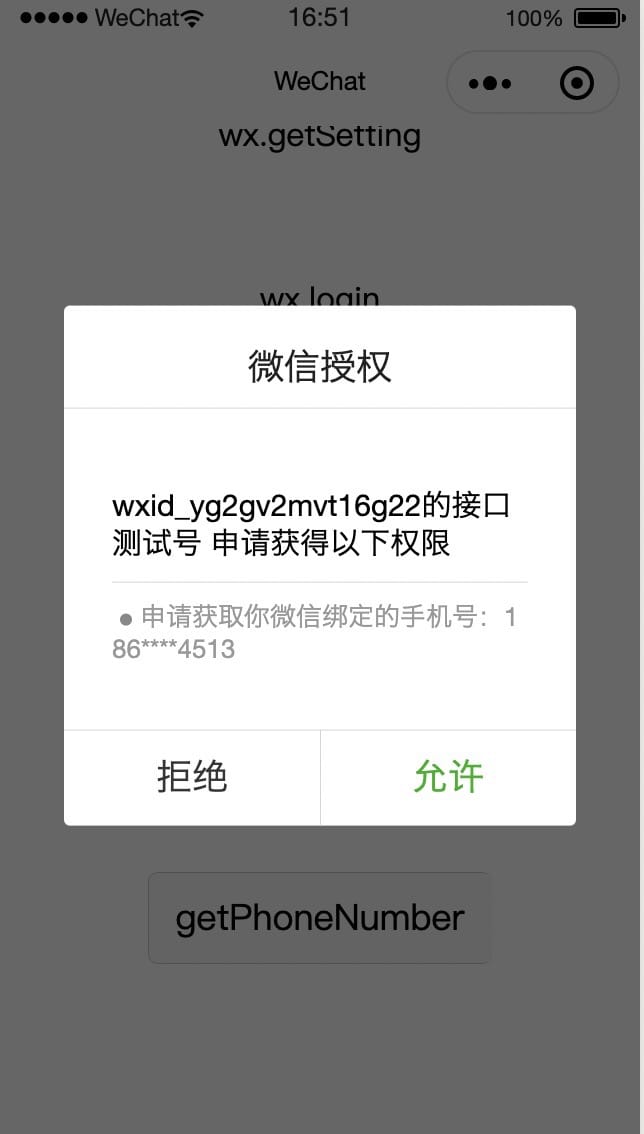 WeChat 16:51 100%
WeChat
wx.getSetting
wx.login
微信授权
wxid_yg2gv2mvt16g22的接口
测试号 申请获得以下权限
● 申请获取你微信绑定的手机号：1
86****4513
拒绝 允许
getPhoneNumber